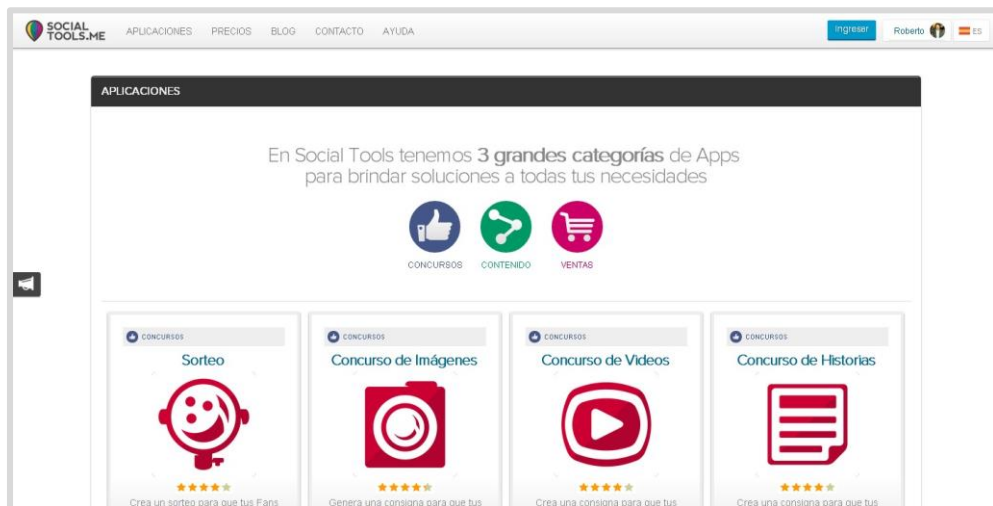 SOCIAL
TOOLS.ME
APLICACIONES PRECIOS BLOG CONTACTO AYUDA
Ingresar Roberto ES
APLICACIONES
En Social Tools tenemos 3 grandes categorías de Apps
para brindar soluciones a todas tus necesidades
CONCURSOS CONTENIDO VENTAS
CONCURSOS CONCURSOS CONCURSOS CONCURSOS
Sorteo Concurso de Imágenes Concurso de Videos Concurso de Historias
Crea un sorteo para que tus Fans Genera una consigna para que tus Crea una consigna para que tus Crea una consigna para que tus